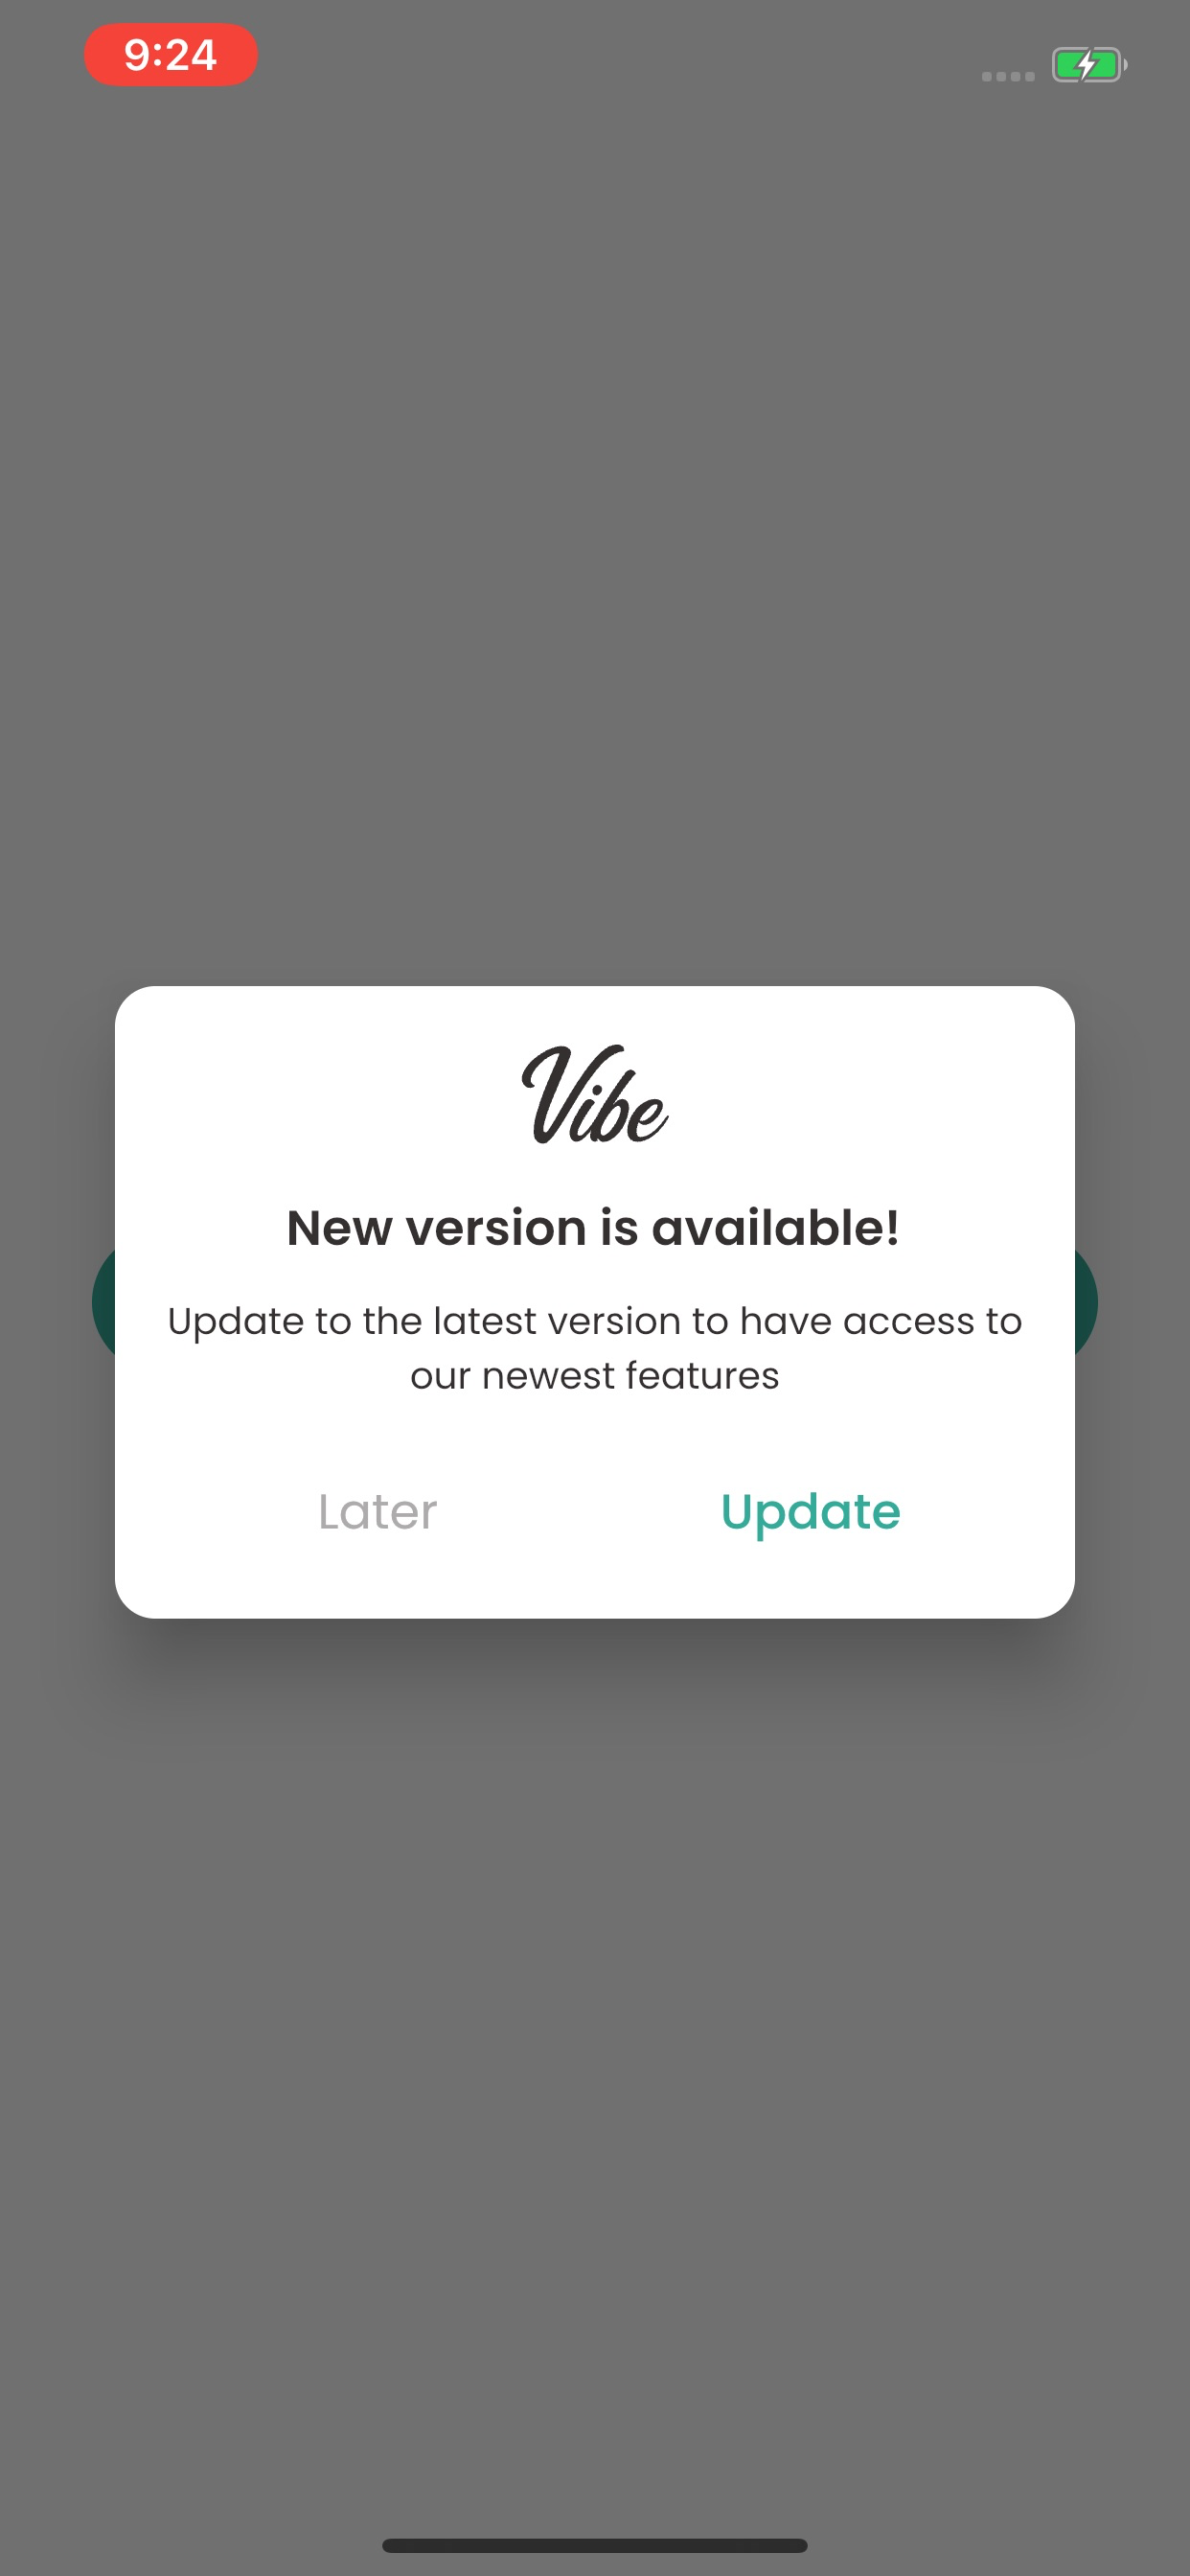 9:24
Vibe
New version is available!
Update to the latest version to have access to
our newest features
Later
Update